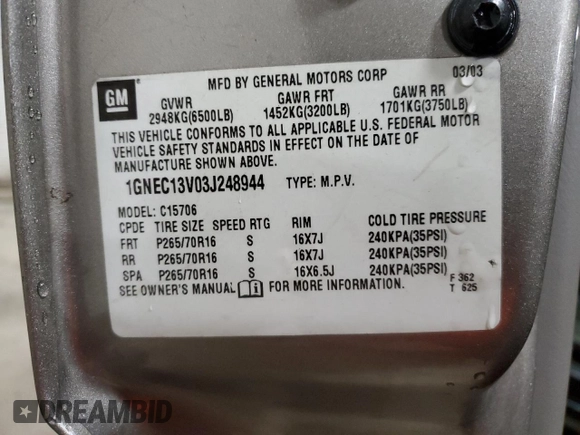 MFD BY GENERAL MOTORS CORP 03/03
GM
GVWR GAWR FRT GAWR RR
2948KG(6500LB) 1452KG(3200LB) 1701KG(3750LB)
THIS VEHICLE CONFORMS TO ALL APPLICABLE U.S. FEDERAL MOTOR
VEHICLE SAFETY STANDARDS IN EFFECT ON THE DATE OF
MANUFACTURE SHOWN ABOVE.
1GNEC13V03J248944 TYPE: M.P.V.
MODEL: C15706
CPDE TIRE SIZE SPEED RTG RIM COLD TIRE PRESSURE
FRT P265/70R16 S 16X7J 240KPA(35PSI)
RR P265/70R16 S 16X7J 240KPA(35PSI)
SPA P265/70R16 S 16X6.5J 240KPA(35PSI)
SEE OWNER'S MANUAL FOR MORE INFORMATION.
F 362
T 625
DREAMBID